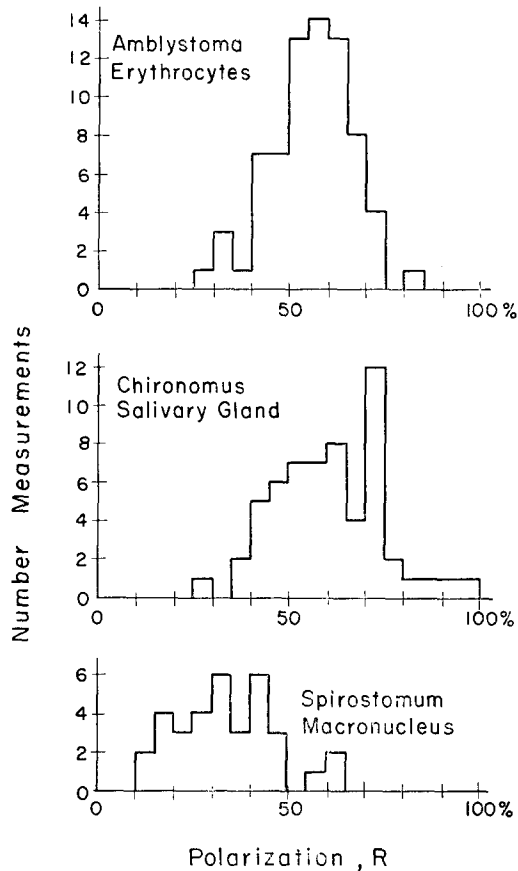 14
12
10
8
6
4
2
0
Amblystoma
Erythrocytes
0 50 100%
12
10
8
6
4
2
0
Chironomus
Salivary Gland
0 50 100%
6
4
2
0
Spirostomum
Macronucleus
0 50 100%
Number Measurements
Polarization, R